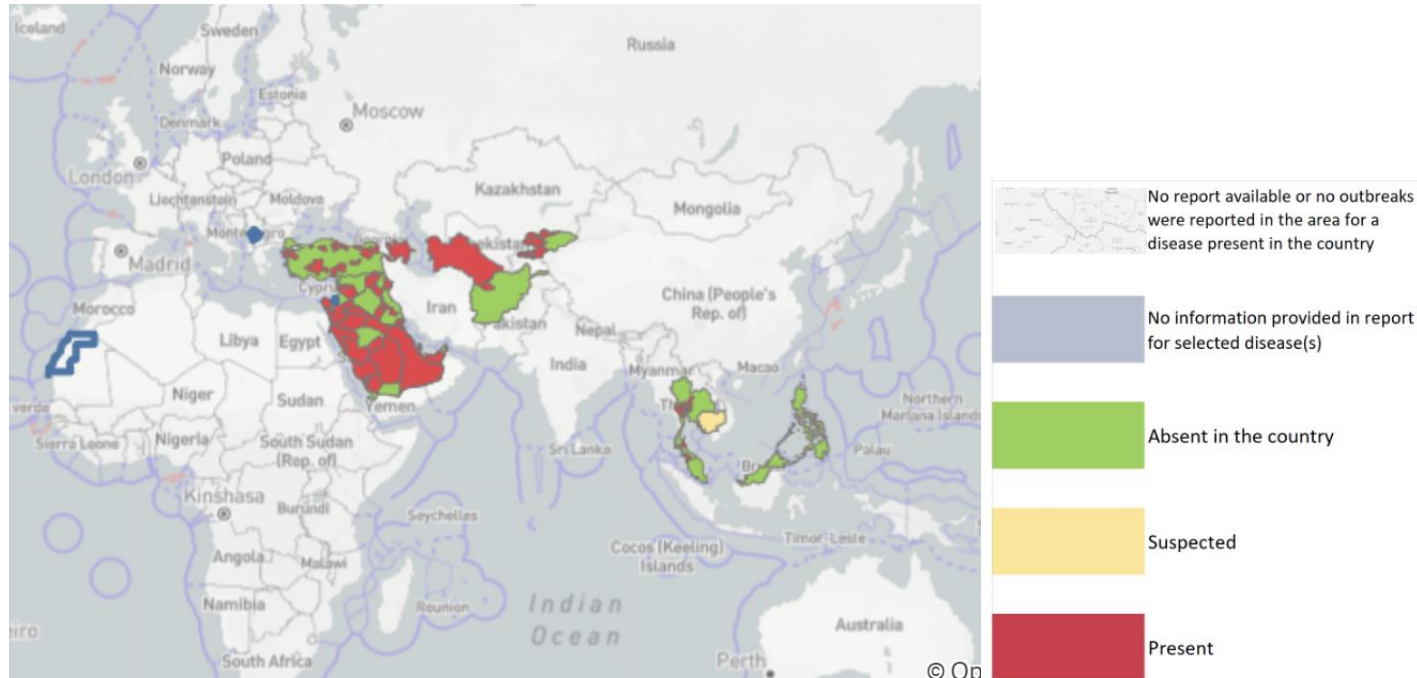 Iceland
Sweden
Russia
Norway
Estonia
Moscow
Denmark
Poland
London
Kazakhstan
Liechtenstein
Moldova
Mongolia
Madrid
Morocco
Iran
China (People's
Rep. of)
Libya
Egypt
Nepal
India
Myanmar
Macao
Niger
Sudan
Yemen
Northern
Mariana Islands
verde
Sierra Leone
Nigeria
South Sudan
(Rep. of)
Sri Lanka
Palau
Kinshasa
Burundi
Seychelles
Angola
Malawi
Cocos (Keeling)
Islands
Timor-Leste
Namibia
Reunion
Indian
Ocean
Australia
eiro
South Africa
Perth
© Op
No report available or no outbreaks
were reported in the area for a
disease present in the country
No information provided in report
for selected disease(s)
Absent in the country
Suspected
Present